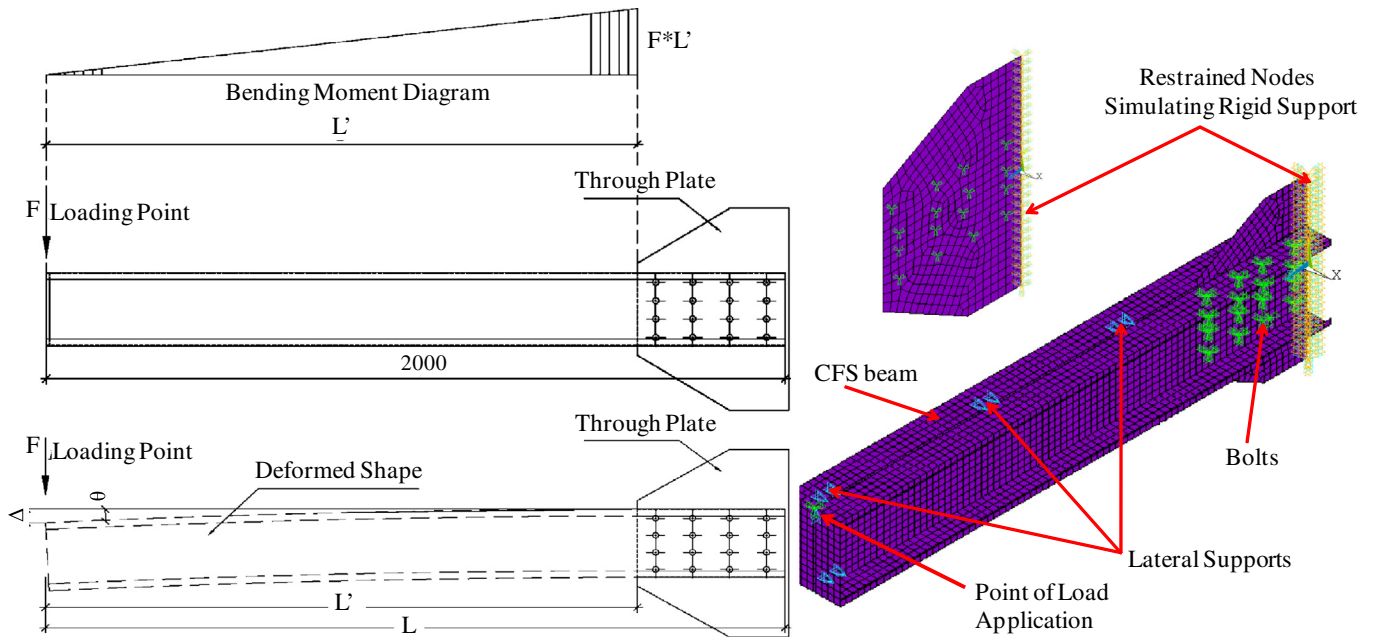 F*L'
Bending Moment Diagram
L'
Through Plate
F
Loading Point
2000
Through Plate
F
Loading Point
Deformed Shape
θ
Δ
L'
L
Restrained Nodes
Simulating Rigid Support
X
X
CFS beam
Bolts
Lateral Supports
Point of Load
Application